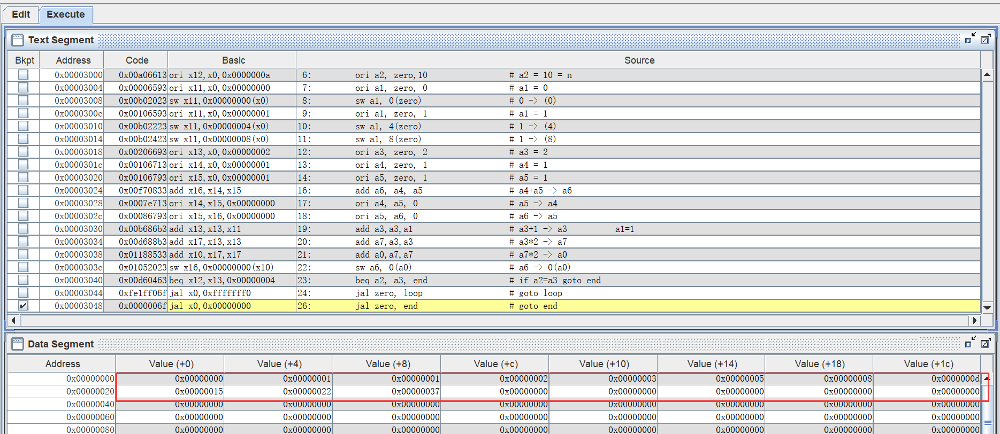 Edit Execute
Text Segment
Bkpt Address Code Basic Source
0x00003000 0x00a06613 ori x12,x0,0x0000000a 6: ori a2, zero,10 # a2 = 10 = n
0x00003004 0x00006593 ori x11,x0,0x00000000 7: ori a1, zero, 0 # a1 = 0
0x00003008 0x00b02023 sw x11,0x00000000(x0) 8: sw a1, 0(zero) # 0 -> (0)
0x0000300c 0x00106593 ori x11,x0,0x00000001 9: ori a1, zero, 1 # a1 = 1
0x00003010 0x00b02223 sw x11,0x00000004(x0) 10: sw a1, 4(zero) # 1 -> (4)
0x00003014 0x00b02423 sw x11,0x00000008(x0) 11: sw a1, 8(zero) # 1 -> (8)
0x00003018 0x00206693 ori x13,x0,0x00000002 12: ori a3, zero, 2 # a3 = 2
0x0000301c 0x00106713 ori x14,x0,0x00000001 13: ori a4, zero, 1 # a4 = 1
0x00003020 0x00106793 ori x15,x0,0x00000001 14: ori a5, zero, 1 # a5 = 1
0x00003024 0x00f70833 add x16,x14,x15 16: add a6, a4, a5 # a4+a5 -> a6
0x00003028 0x0007e713 ori x14,x15,0x00000000 17: ori a4, a5, 0 # a5 -> a4
0x0000302c 0x00086793 ori x15,x16,0x00000000 18: ori a5, a6, 0 # a6 -> a5
0x00003030 0x00b686b3 add x13,x13,x11 19: add a3,a3,a1 # a3+1 -> a3 a1=1
0x00003034 0x00d688b3 add x17,x13,x13 20: add a7,a3,a3 # a3*2 -> a7
0x00003038 0x01188533 add x10,x17,x17 21: add a0,a7,a7 # a7*2 -> a0
0x0000303c 0x01052023 sw x16,0x00000000(x10) 22: sw a6, 0(a0) # a6 -> 0(a0)
0x00003040 0x00d60463 beq x12,x13,0x00000004 23: beq a2, a3, end # if a2=a3 goto end
0x00003044 0xfe1ff06f jal x0,0xfffffff0 24: jal zero, loop # goto loop
0x00003048 0x0000006f jal x0,0x00000000 26: jal zero, end # goto end
Data Segment
Address Value (+0) Value (+4) Value (+8) Value (+c) Value (+10) Value (+14) Value (+18) Value (+1c)
0x00000000 0x00000000 0x00000001 0x00000001 0x00000002 0x00000003 0x00000005 0x00000008 0x0000000d
0x00000020 0x00000015 0x00000022 0x00000037 0x00000000 0x00000000 0x00000000 0x00000000 0x00000000
0x00000040 0x00000000 0x00000000 0x00000000 0x00000000 0x00000000 0x00000000 0x00000000 0x00000000
0x00000060 0x00000000 0x00000000 0x00000000 0x00000000 0x00000000 0x00000000 0x00000000 0x00000000
0x00000080 0x00000000 0x00000000 0x00000000 0x00000000 0x00000000 0x00000000 0x00000000 0x00000000